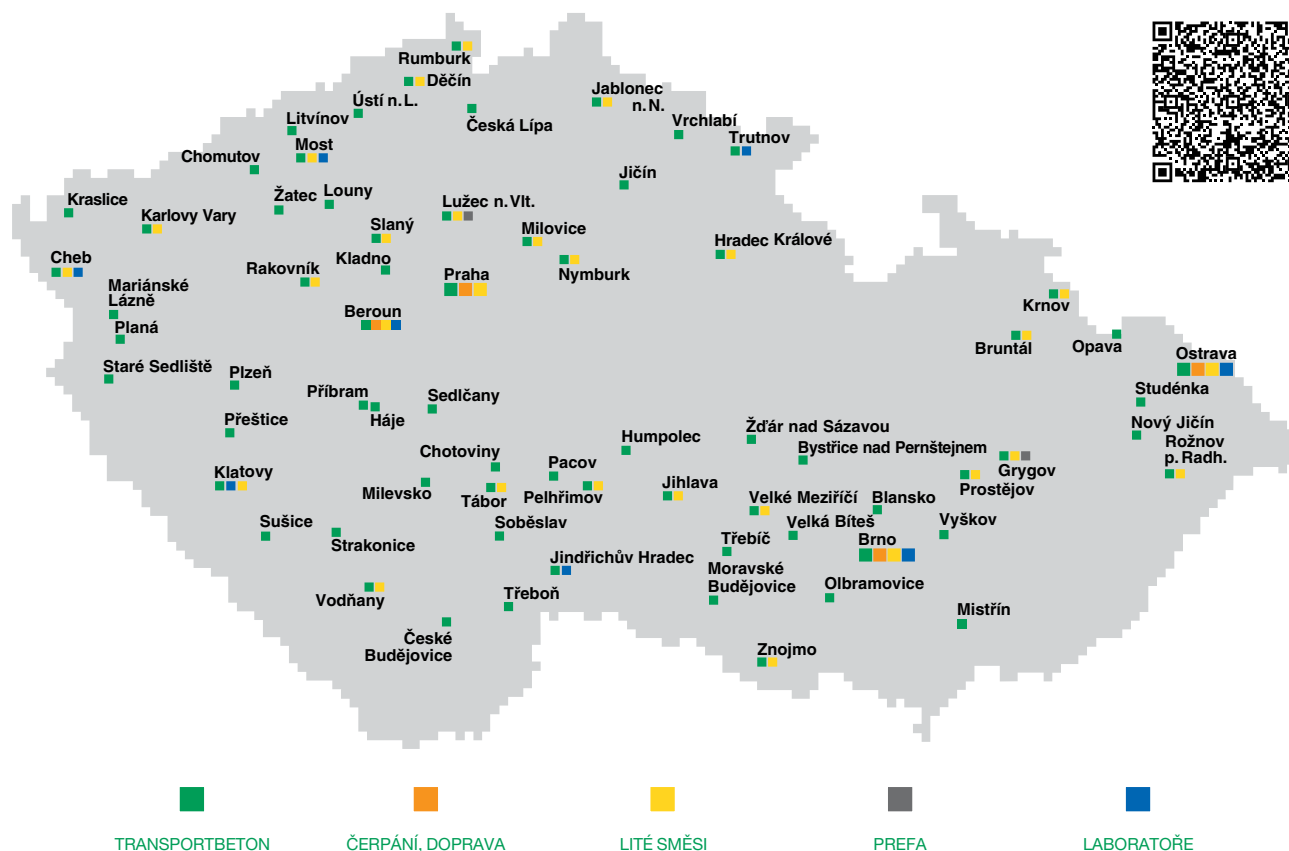 Rumburk
Děčín
Ústí n. L.
Jablonec
n. N.
Litvínov
Česká Lípa
Vrchlabí
Trutnov
Most
Chomutov
Jičín
Kraslice
Žatec
Louny
Lužec n. Vlt.
Karlovy Vary
Slaný
Milovice
Hradec Králové
Cheb
Rakovník
Kladno
Praha
Nymburk
Mariánské
Lázně
Beroun
Krnov
Planá
Bruntál
Opava
Staré Sedliště
Plzeň
Ostrava
Příbram
Háje
Sedlčany
Studénka
Přeštice
Humpolec
Žďár nad Sázavou
Bystřice nad Pernštejnem
Nový Jičín
Rožnov
p. Radh.
Klatovy
Chotoviny
Pacov
Grygov
Milevsko
Tábor
Pelhřimov
Jihlava
Prostějov
Velké Meziříčí
Blansko
Sušice
Strakonice
Soběslav
Velká Bíteš
Vyškov
Třebíč
Brno
Jindřichův Hradec
Moravské
Budějovice
Olbramovice
Vodňany
Třeboň
Mistřín
České
Budějovice
Znojmo
TRANSPORTBETON
ČERPÁNÍ, DOPRAVA
LITÉ SMĚSI
PREFA
LABORATOŘE